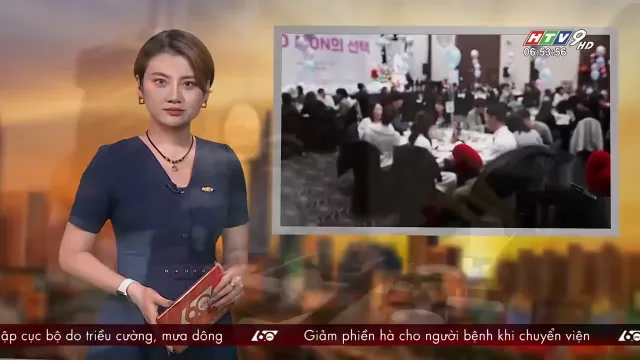 HTV9 HD
06:53:56
ON의 선택
HTV
ập cục bộ do triều cường, mưa dông
Giảm phiền hà cho người bệnh khi chuyển viện